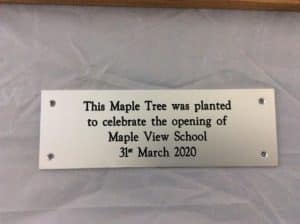 This Maple Tree was planted
to celebrate the opening of
Maple View School
31st March 2020